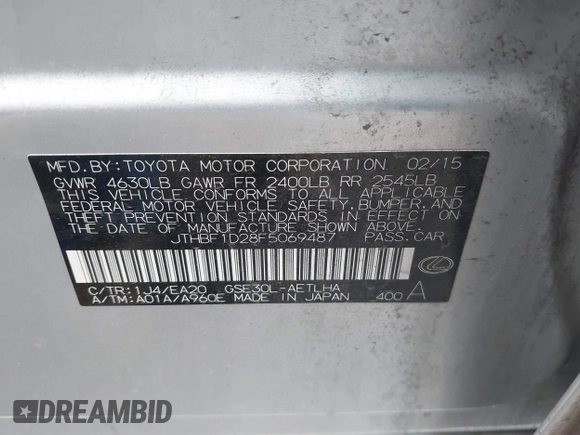 MFD.BY:TOYOTA MOTOR CORPORATION 02/15
GVWR 4630LB GAWR FR 2400LB RR 2545LB
THIS VEHICLE CONFORMS TO ALL APPLICABLE
FEDERAL MOTOR VEHICLE SAFETY, BUMPER, AND
THEFT PREVENTION STANDARDS IN EFFECT ON
THE DATE OF MANUFACTURE SHOWN ABOVE.
JTHBF1D28F5069487 PASS.CAR
C/TR:1J4/EA20 GSE30L-AETLHA
A/TM:A01A/A960E MADE IN JAPAN 400 A
DREAMBID